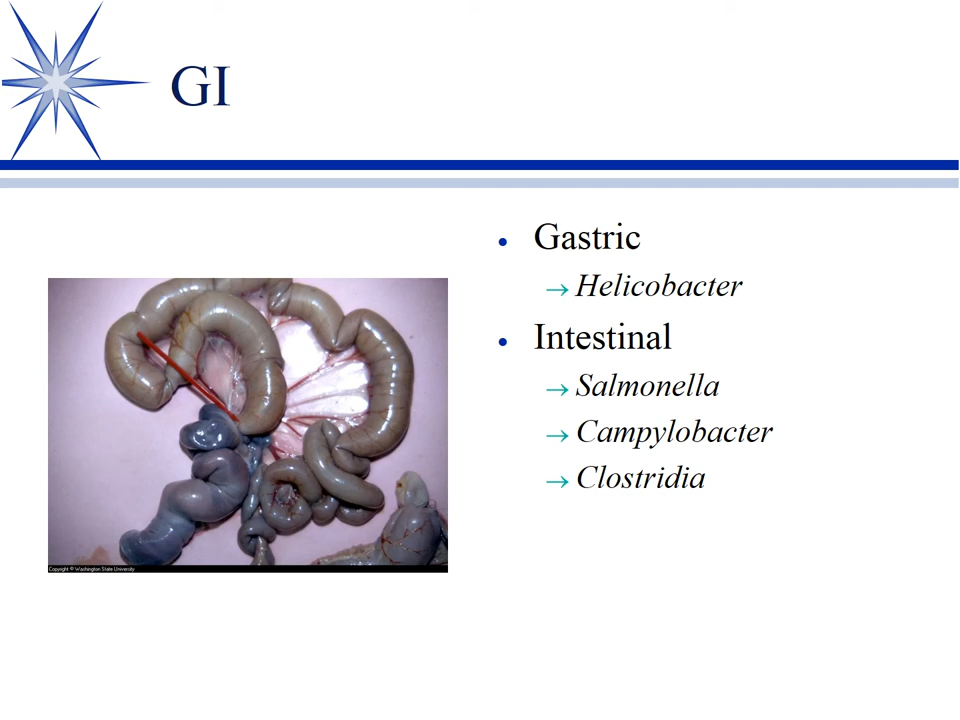 GI
Gastric
→ Helicobacter
Intestinal
→ Salmonella
→ Campylobacter
→ Clostridia
Copyright © Washington State University